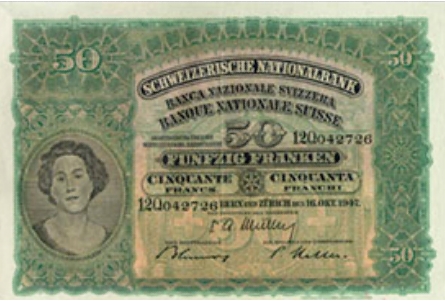 50
50
SCHWEIZERISCHE NATIONALBANK
BANCA NAZIONALE SVIZZERA
BANQUE NATIONALE SUISSE
50
12Q042726
FÜNFZIG FRANKEN
CINQUANTE FRANCS
CINQUANTA FRANCHI
12Q042726 BERN UND ZÜRICH DEN 16. OKT. 1947.
50